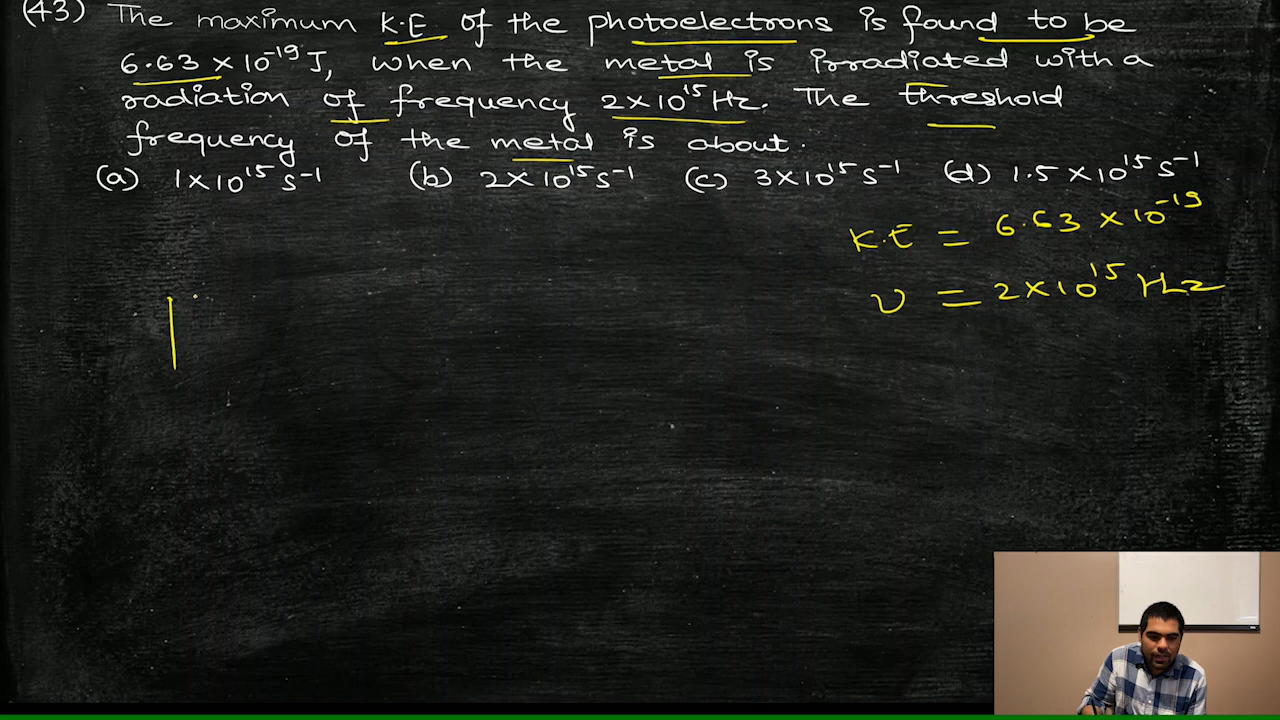 (43) The maximum K.E of the photoelectrons is found to be
6.63 x 10⁻¹⁹ J, when the metal is irradiated with a
radiation of frequency 2x10¹⁵ Hz. The threshold
frequency of the metal is about.
(a) 1 X 10¹⁵ s⁻¹ (b) 2 X 10¹⁵ s⁻¹ (c) 3 X 10¹⁵ s⁻¹ (d) 1.5 x 10¹⁵ s⁻¹
K.E = 6.63 x 10⁻¹⁹
ν = 2 x 10¹⁵ Hz